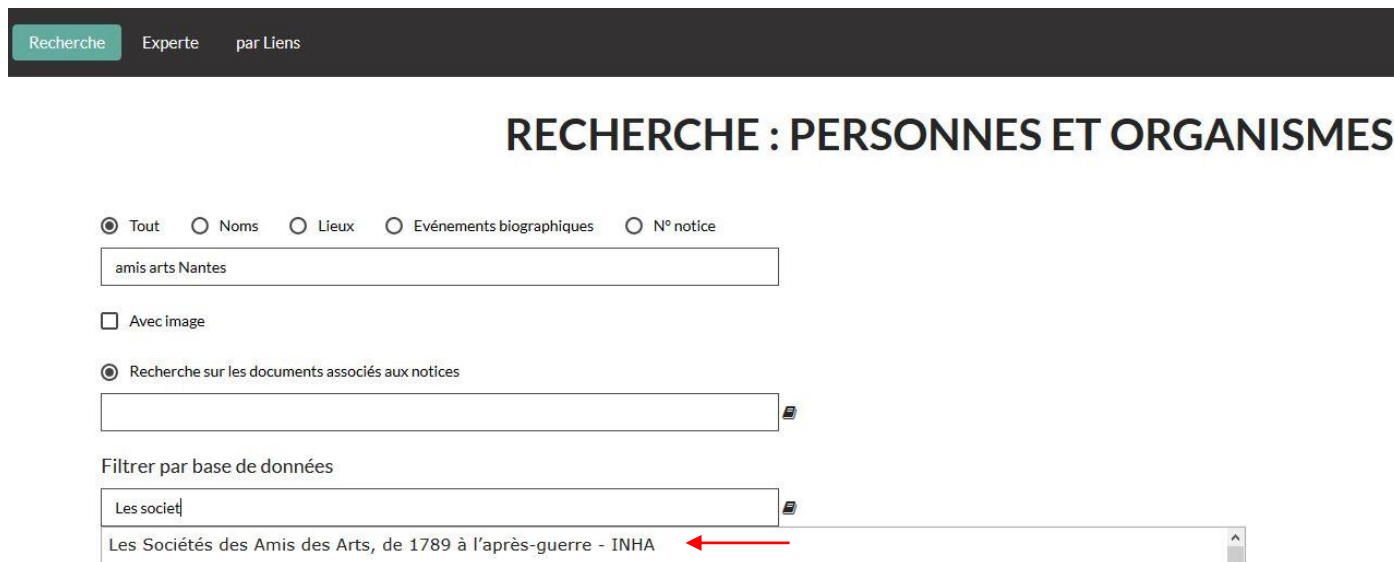 Recherche Experte par Liens
RECHERCHE : PERSONNES ET ORGANISMES
Tout Noms Lieux Evénements biographiques N° notice
amis arts Nantes
Avec image
Recherche sur les documents associés aux notices
Filtrer par base de données
Les societ
Les Sociétés des Amis des Arts, de 1789 à l’après-guerre - INHA